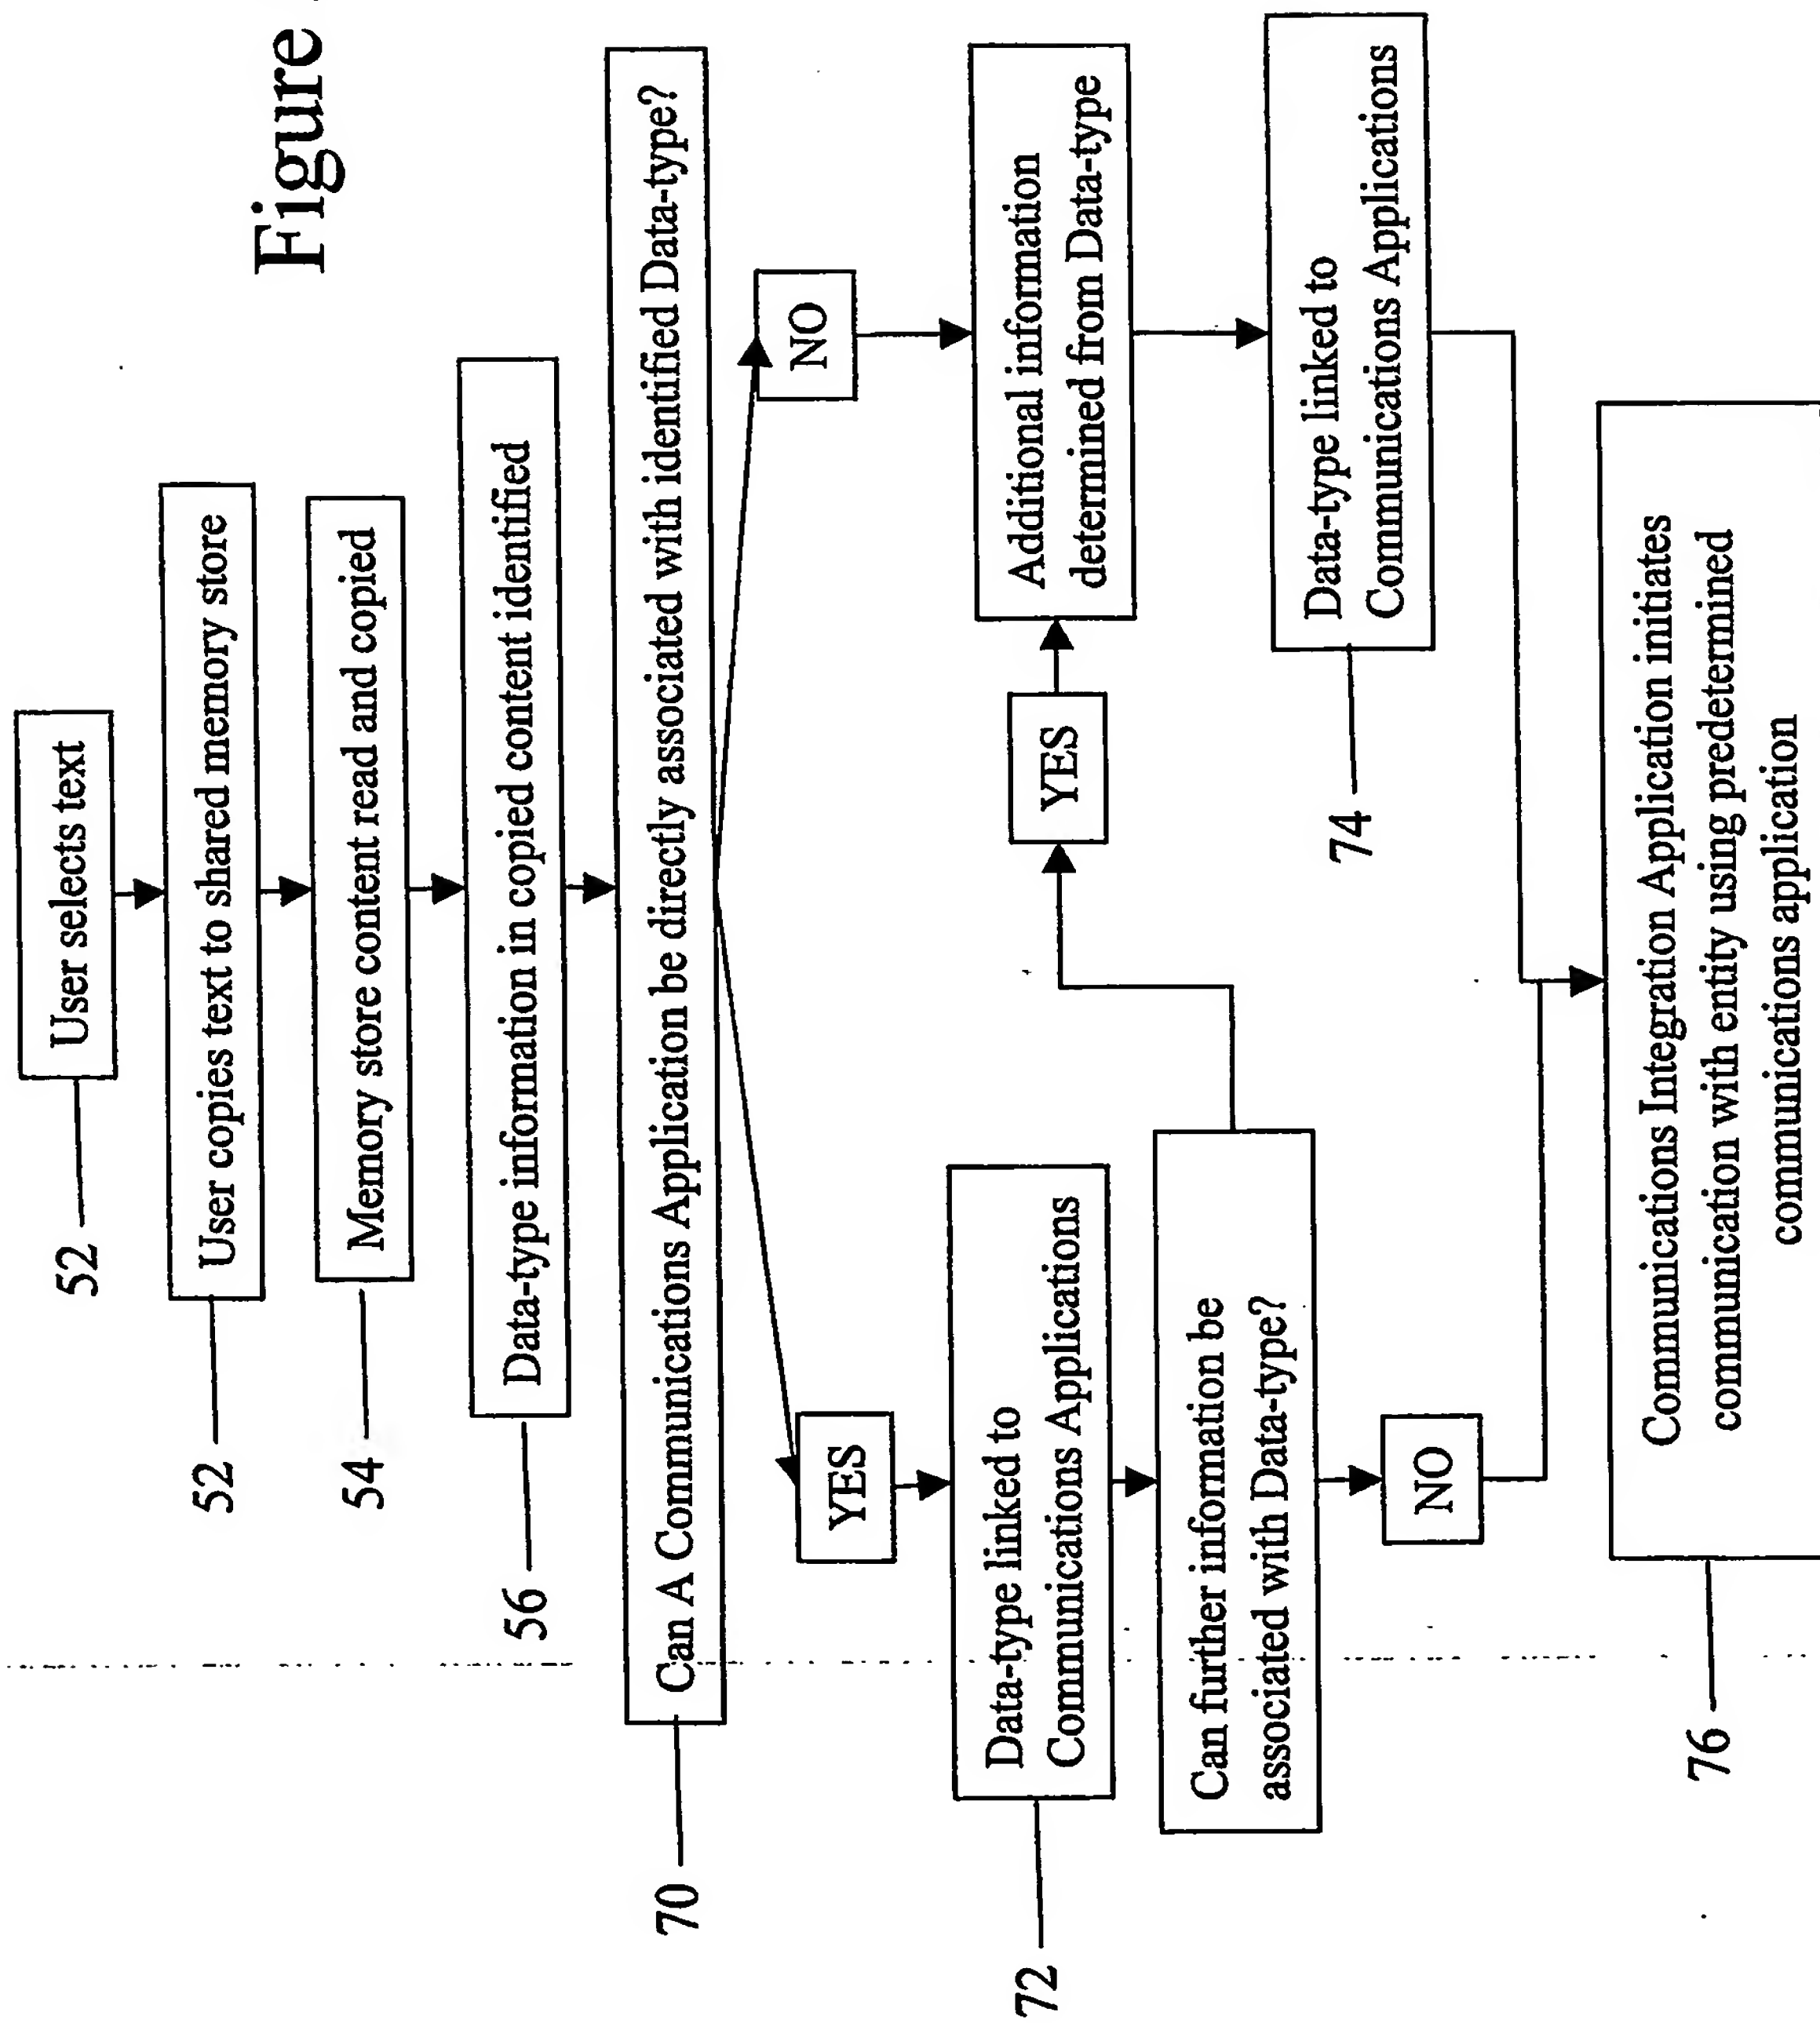 Figure
User selects text
52
User copies text to shared memory store
52
Memory store content read and copied
54
Data-type information in copied content identified
56
Can A Communications Application be directly associated with identified Data-type?
70
YES
NO
Data-type linked to
Communications Applications
72
Can further information be
associated with Data-type?
YES
NO
Additional information
determined from Data-type
Data-type linked to
Communications Applications
74
Communications Integration Application initiates
communication with entity using predetermined
communications application
76